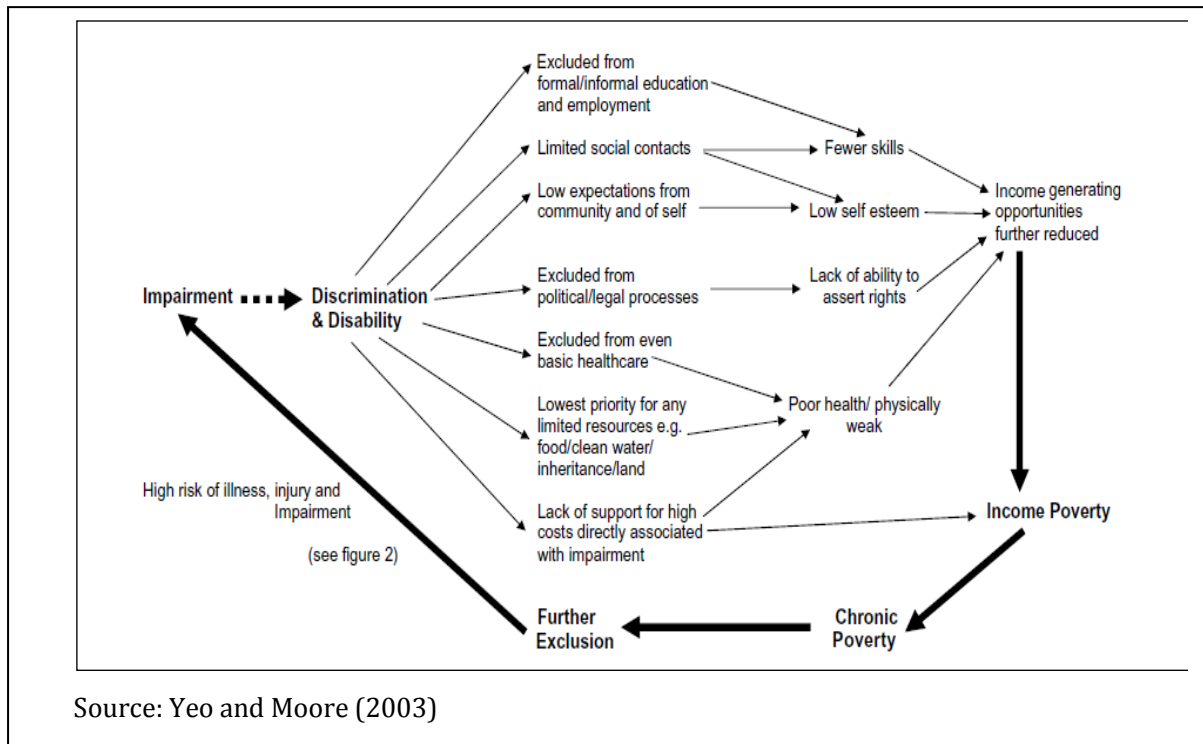 Excluded from
formal/informal education
and employment
Limited social contacts
Fewer skills
Low expectations from
community and of self
Low self esteem
Income generating
opportunities
further reduced
Impairment
Discrimination
& Disability
Excluded from
political/legal processes
Lack of ability to
assert rights
Excluded from even
basic healthcare
Lowest priority for any
limited resources e.g.
food/clean water/
inheritance/land
Poor health/ physically
weak
High risk of illness, injury and
Impairment
(see figure 2)
Lack of support for high
costs directly associated
with impairment
Income Poverty
Further
Exclusion
Chronic
Poverty
Source: Yeo and Moore (2003)